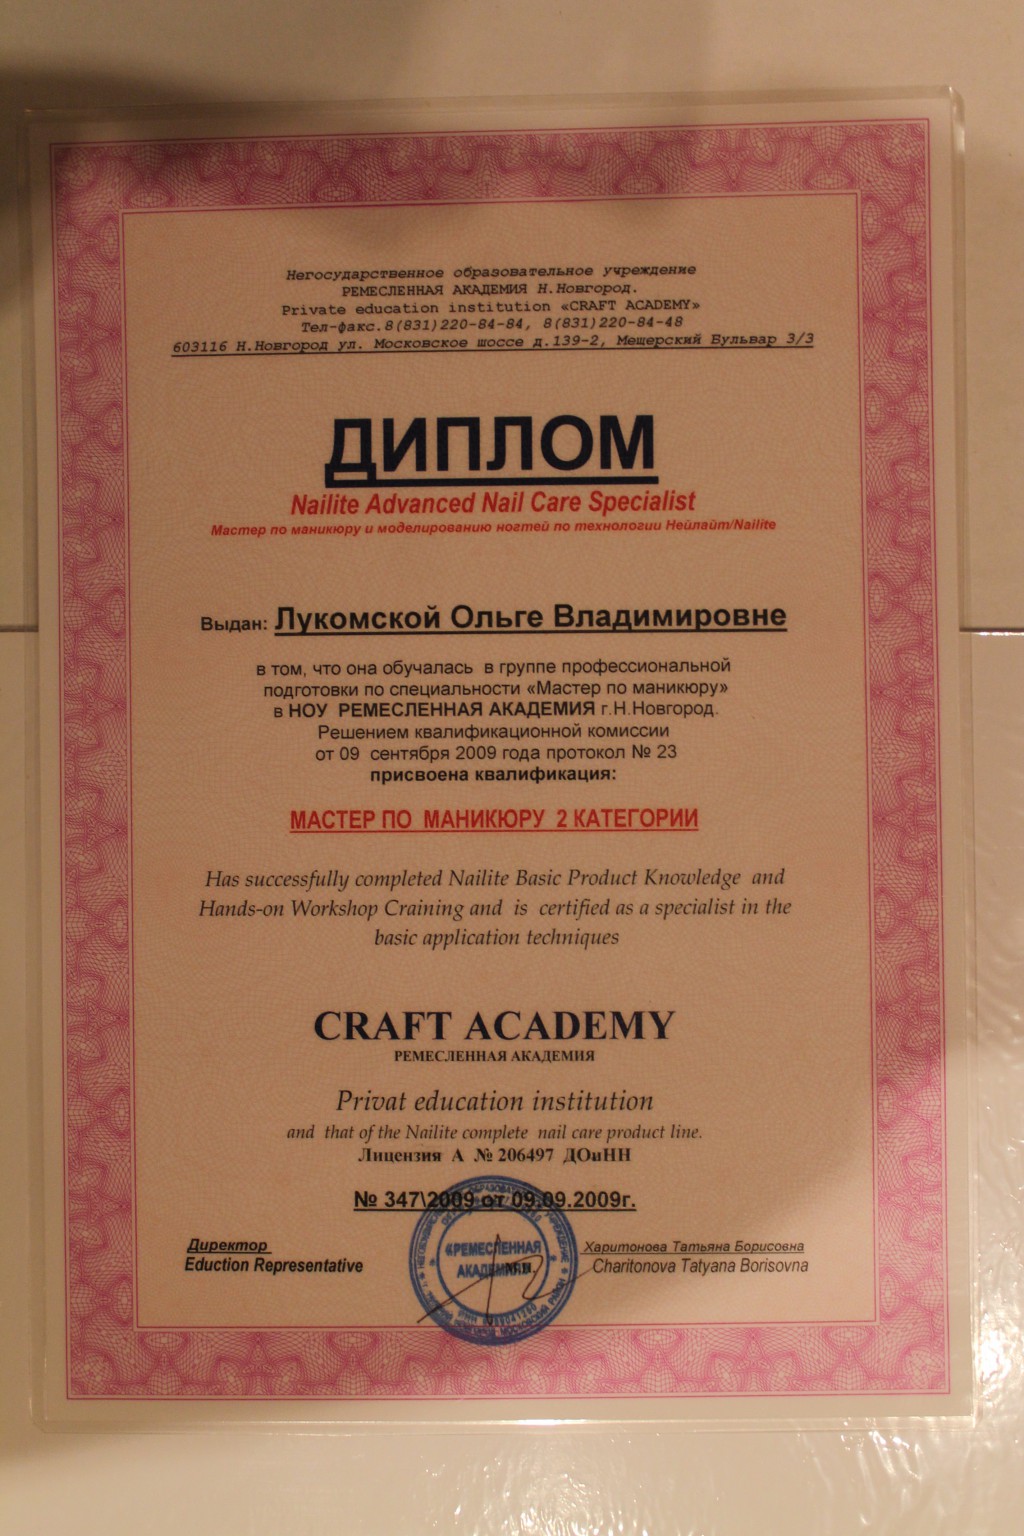 Негосударственное образовательное учреждение
РЕМЕСЛЕННАЯ АКАДЕМИЯ Н.Новгород.
Private education institution «CRAFT ACADEMY»
Тел-факс.8(831)220-84-84, 8(831)220-84-48
603116 Н.Новгород ул. Московское шоссе д.139-2, Мещерский Бульвар 3/3
ДИПЛОМ
Nailite Advanced Nail Care Specialist
Мастер по маникюру и моделированию ногтей по технологии Нейлайт/Nailite
Выдан: Лукомской Ольге Владимировне
в том, что она обучалась в группе профессиональной
подготовки по специальности «Мастер по маникюру»
в НОУ РЕМЕСЛЕННАЯ АКАДЕМИЯ г.Н.Новгород.
Решением квалификационной комиссии
от 09 сентября 2009 года протокол № 23
присвоена квалификация:
МАСТЕР ПО МАНИКЮРУ 2 КАТЕГОРИИ
Has successfully completed Nailite Basic Product Knowledge and
Hands-on Workshop Craining and is certified as a specialist in the
basic application techniques
CRAFT ACADEMY
РЕМЕСЛЕННАЯ АКАДЕМИЯ
Privat education institution
and that of the Nailite complete nail care product line.
Лицензия А № 206497 ДОиНН
№ 347\2009 от 09.09.2009г.
Директор
Харитонова Татьяна Борисовна
Eduction Representative
Charitonova Tatyana Borisovna
«РЕМЕСЛЕННАЯ
АКАДЕМИЯ»